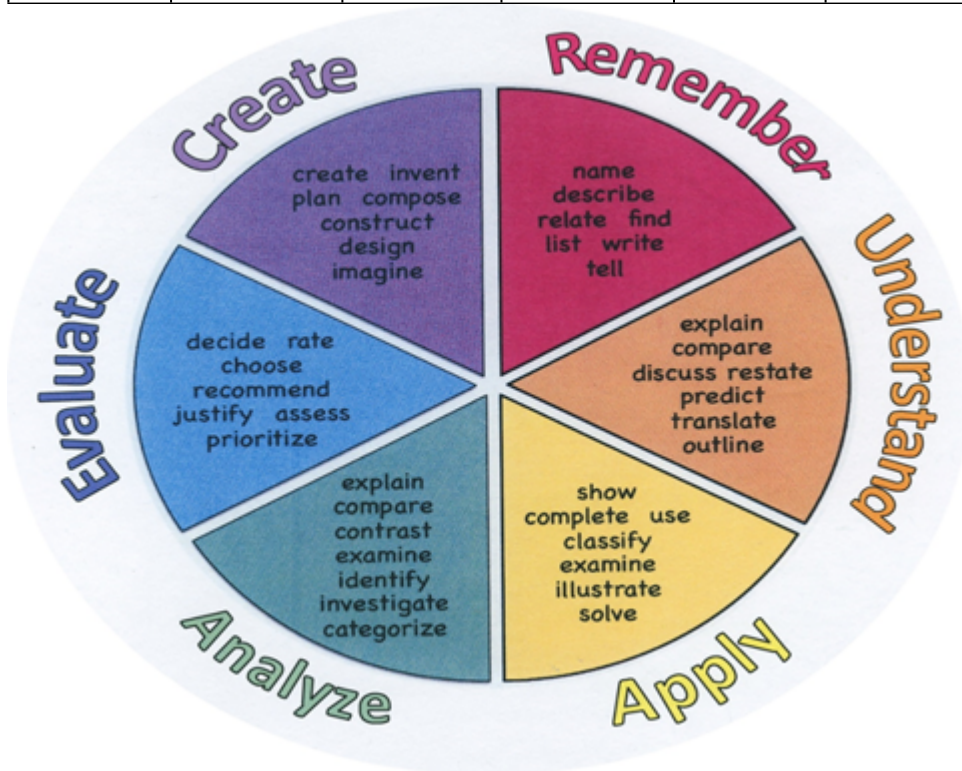 Remember
name
describe
relate find
list write
tell
Understand
explain
compare
discuss restate
predict
translate
outline
Apply
show
complete use
classify
examine
illustrate
solve
Analyze
explain
compare
contrast
examine
identify
investigate
categorize
Evaluate
decide rate
choose
recommend
justify assess
prioritize
Create
create invent
plan compose
construct
design
imagine